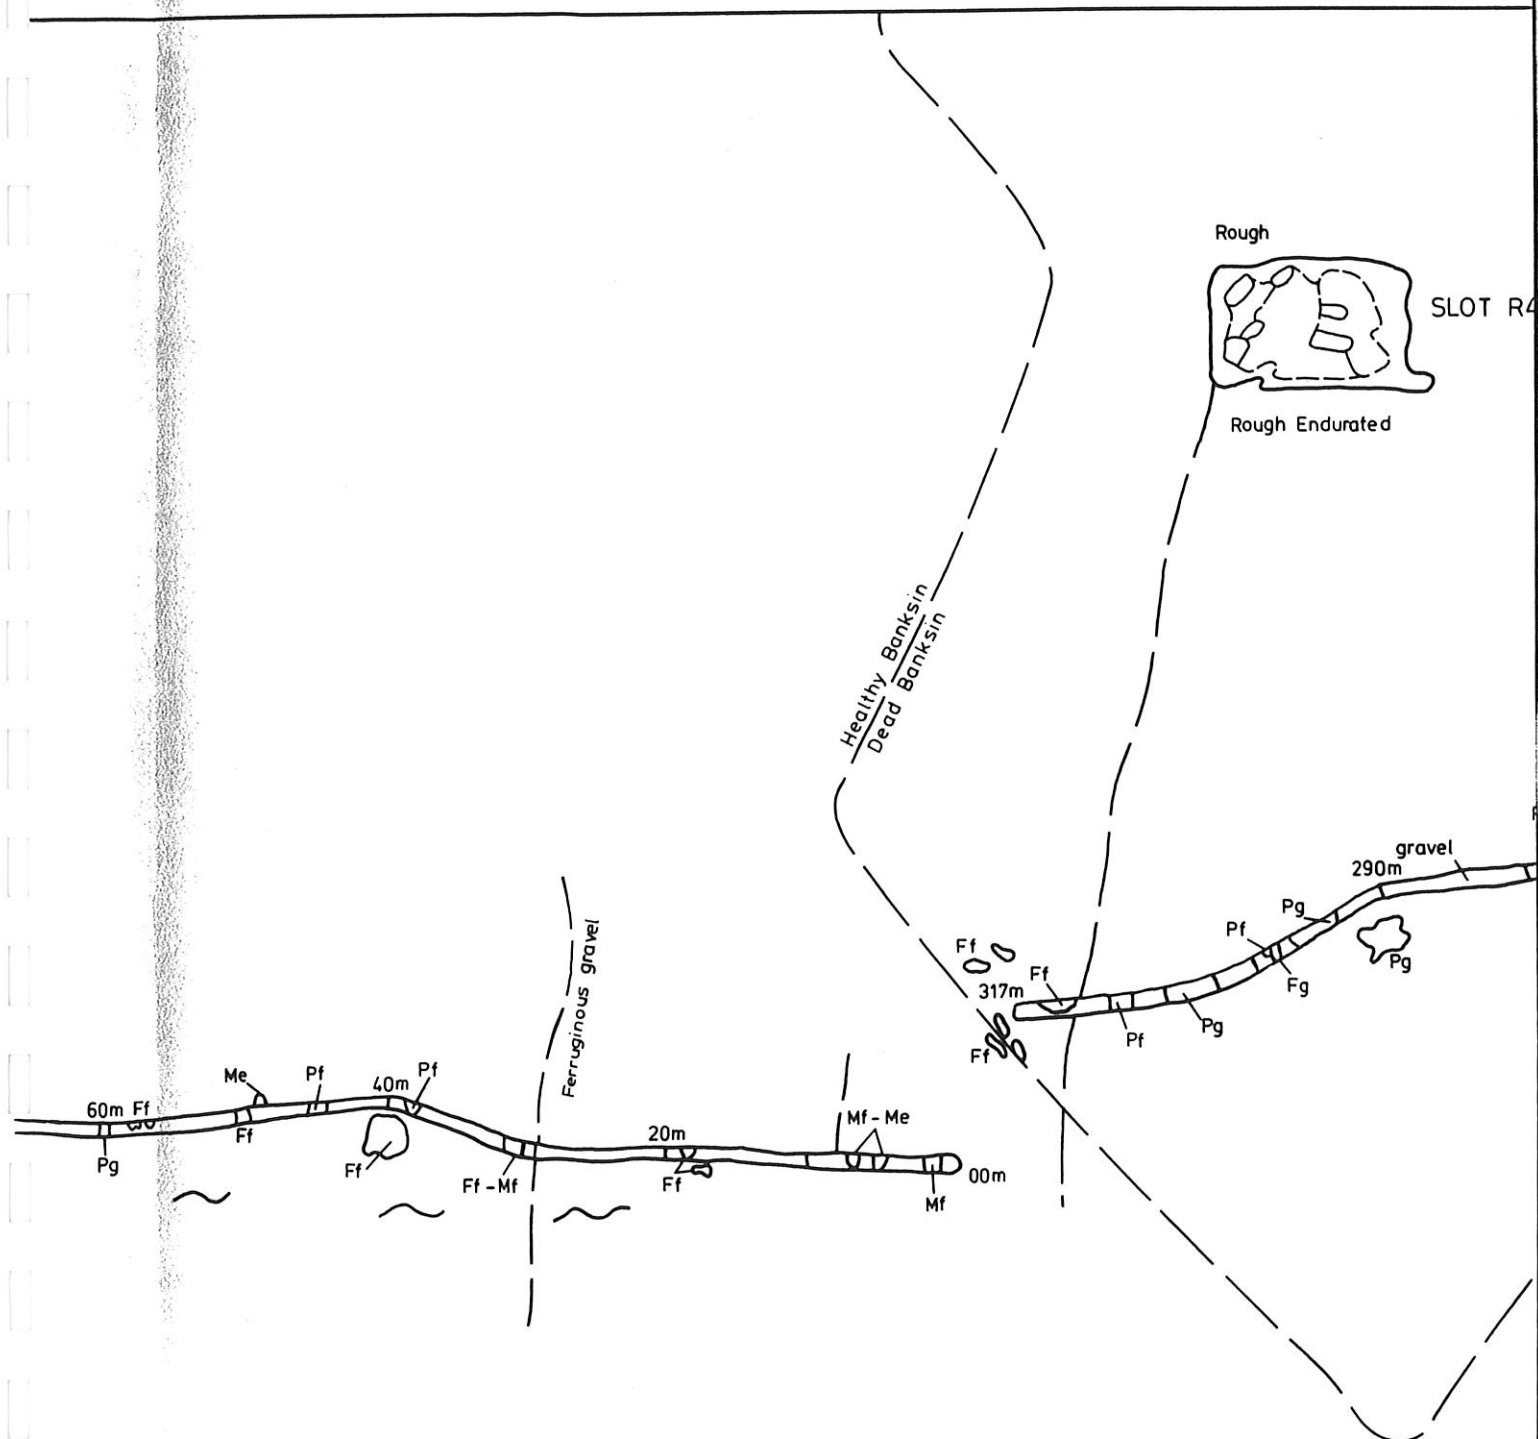 Rough
SLOT R4
Rough Endurated
Healthy Banksin
Dead Banksin
gravel
290m
Pg
Pf
Pg
Fg
Ff
Ff
317m
Pg
Pf
Ff
Ferruginous gravel
Me
Pf
40m
Pf
60m Ff
Ff
Pg
Ff
Ff - Mf
20m
Ff
Mf - Me
00m
Mf